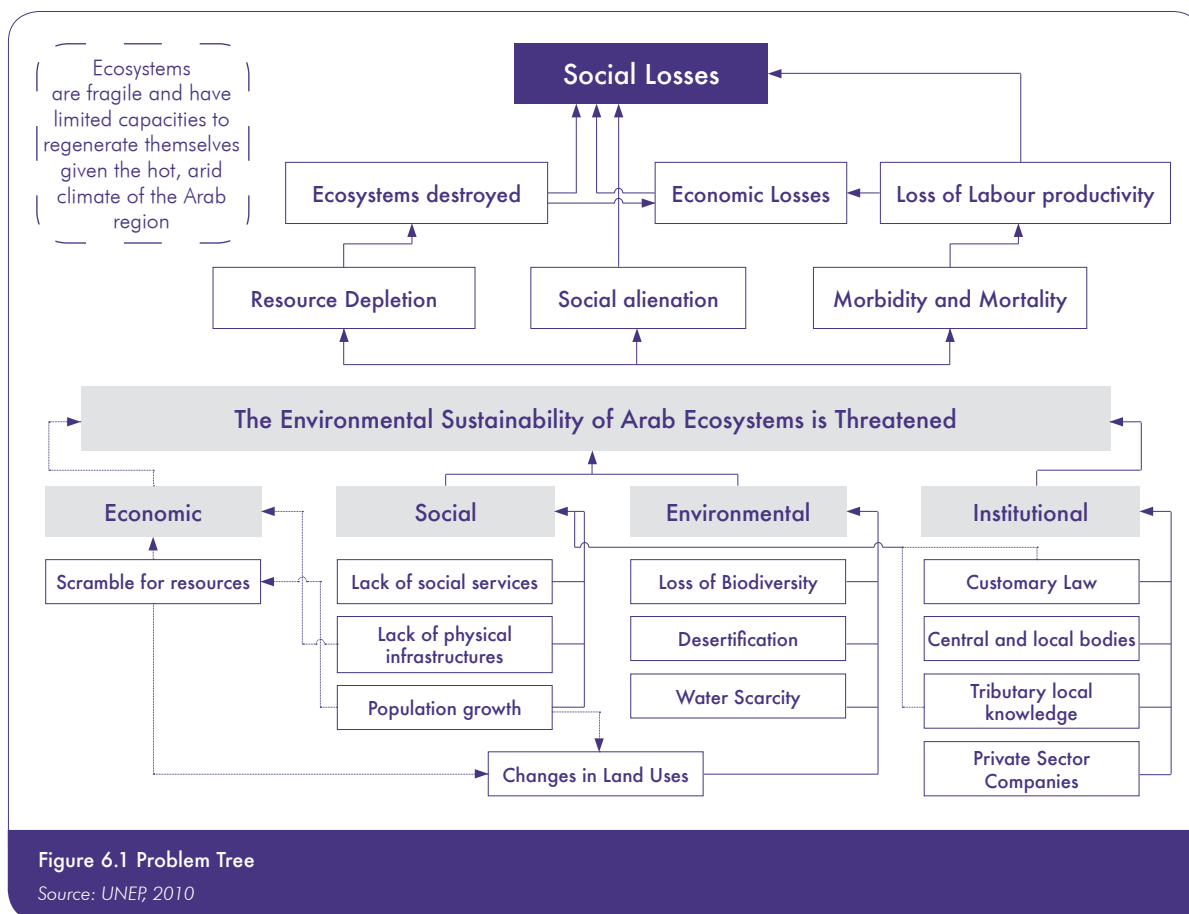 Ecosystems
are fragile and have
limited capacities to
regenerate themselves
given the hot, arid
climate of the Arab
region
Social Losses
Ecosystems destroyed
Economic Losses
Loss of Labour productivity
Resource Depletion
Social alienation
Morbidity and Mortality
The Environmental Sustainability of Arab Ecosystems is Threatened
Economic
Social
Environmental
Institutional
Scramble for resources
Lack of social services
Loss of Biodiversity
Customary Law
Lack of physical
infrastructures
Desertification
Central and local bodies
Population growth
Water Scarcity
Tributary local
knowledge
Changes in Land Uses
Private Sector
Companies
Figure 6.1 Problem Tree
Source: UNEP, 2010